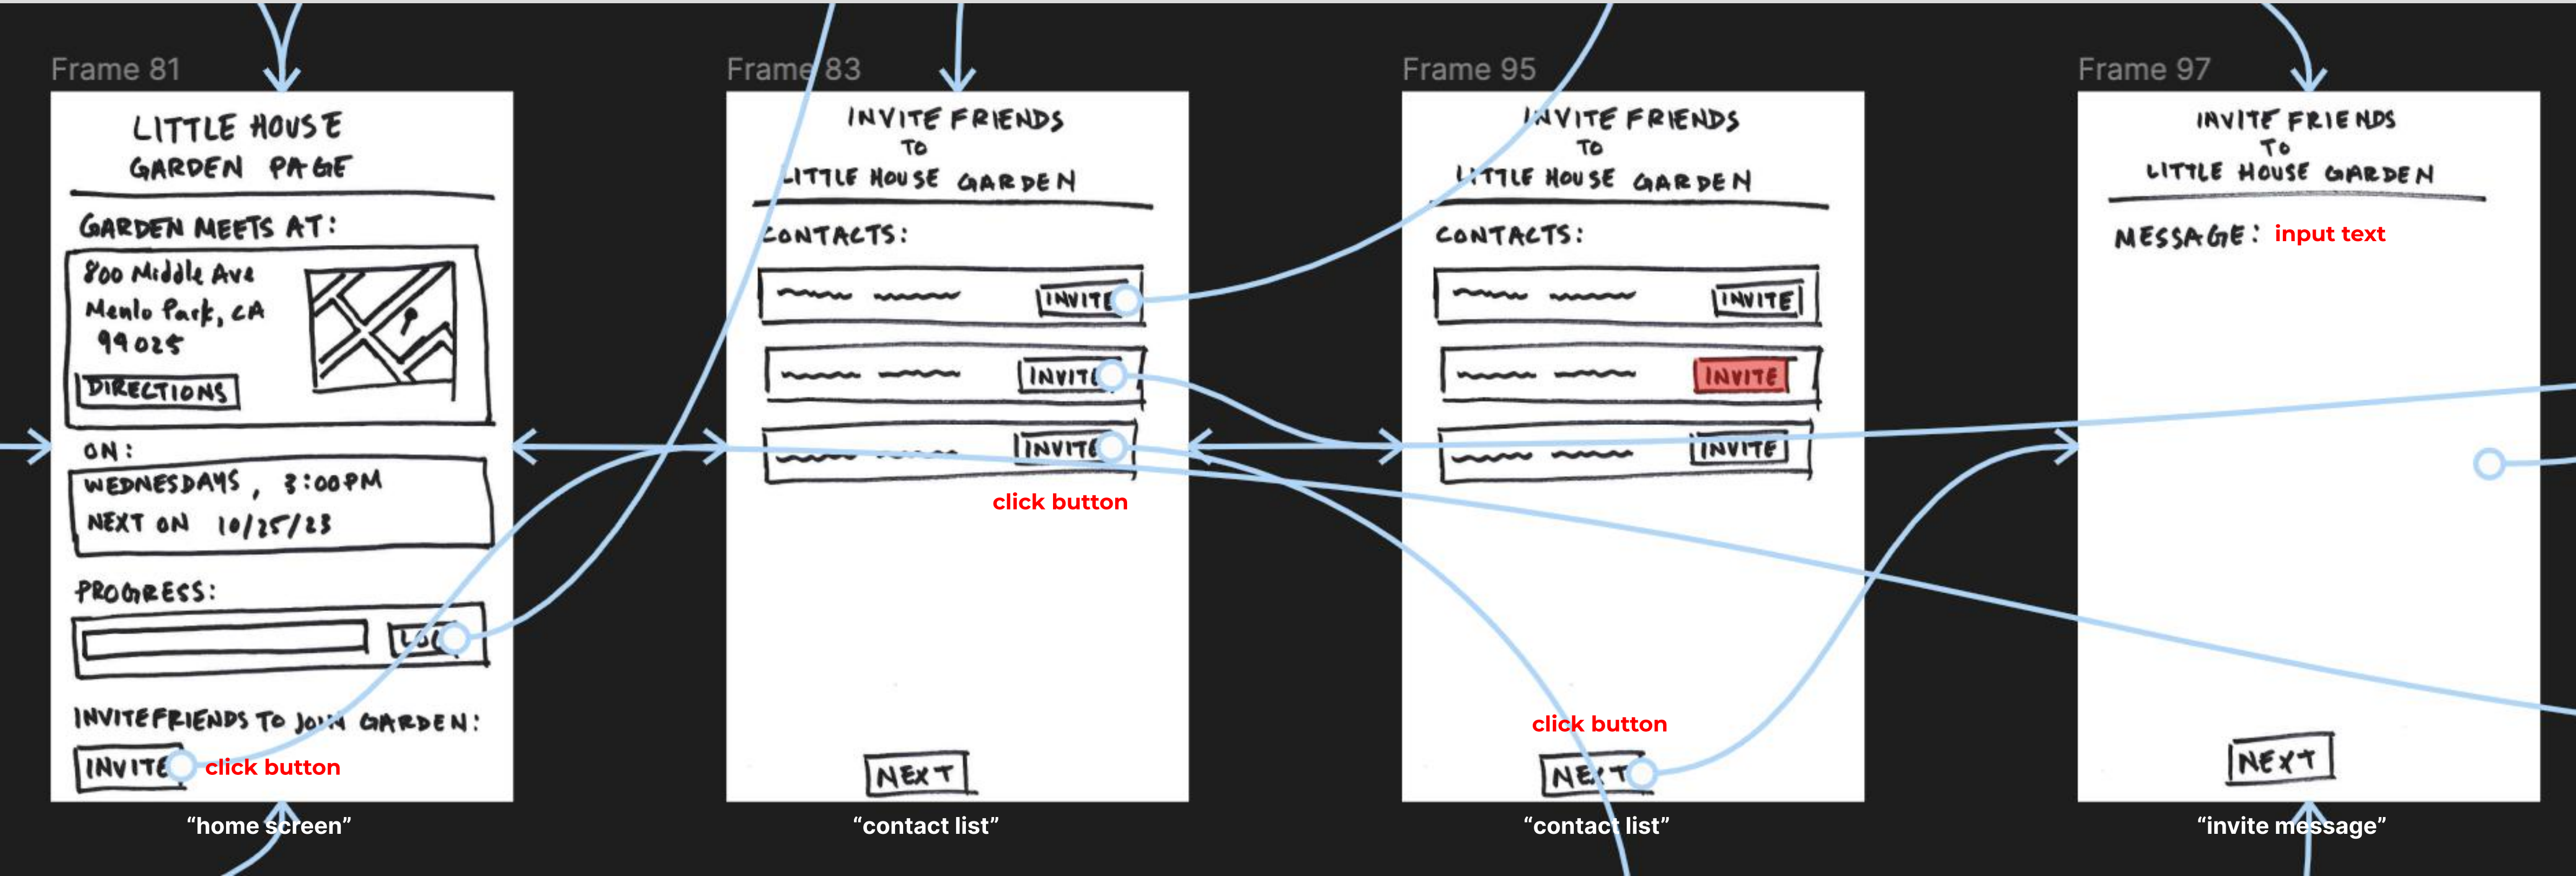 Frame 81
LITTLE HOUSE
GARDEN PAGE
GARDEN MEETS AT:
800 Middle Ave
Menlo Park, CA
94025
DIRECTIONS
ON:
WEDNESDAYS, 3:00PM
NEXT ON 10/25/23
PROGRESS:
LOG
INVITE FRIENDS TO JOIN GARDEN:
INVITE click button
“home screen”
Frame 83
INVITE FRIENDS
TO
LITTLE HOUSE GARDEN
CONTACTS:
INVITE
INVITE
INVITE
click button
NEXT
“contact list”
Frame 95
INVITE FRIENDS
TO
LITTLE HOUSE GARDEN
CONTACTS:
INVITE
INVITE
INVITE
click button
NEXT
“contact list”
Frame 97
INVITE FRIENDS
TO
LITTLE HOUSE GARDEN
MESSAGE: input text
NEXT
“invite message”